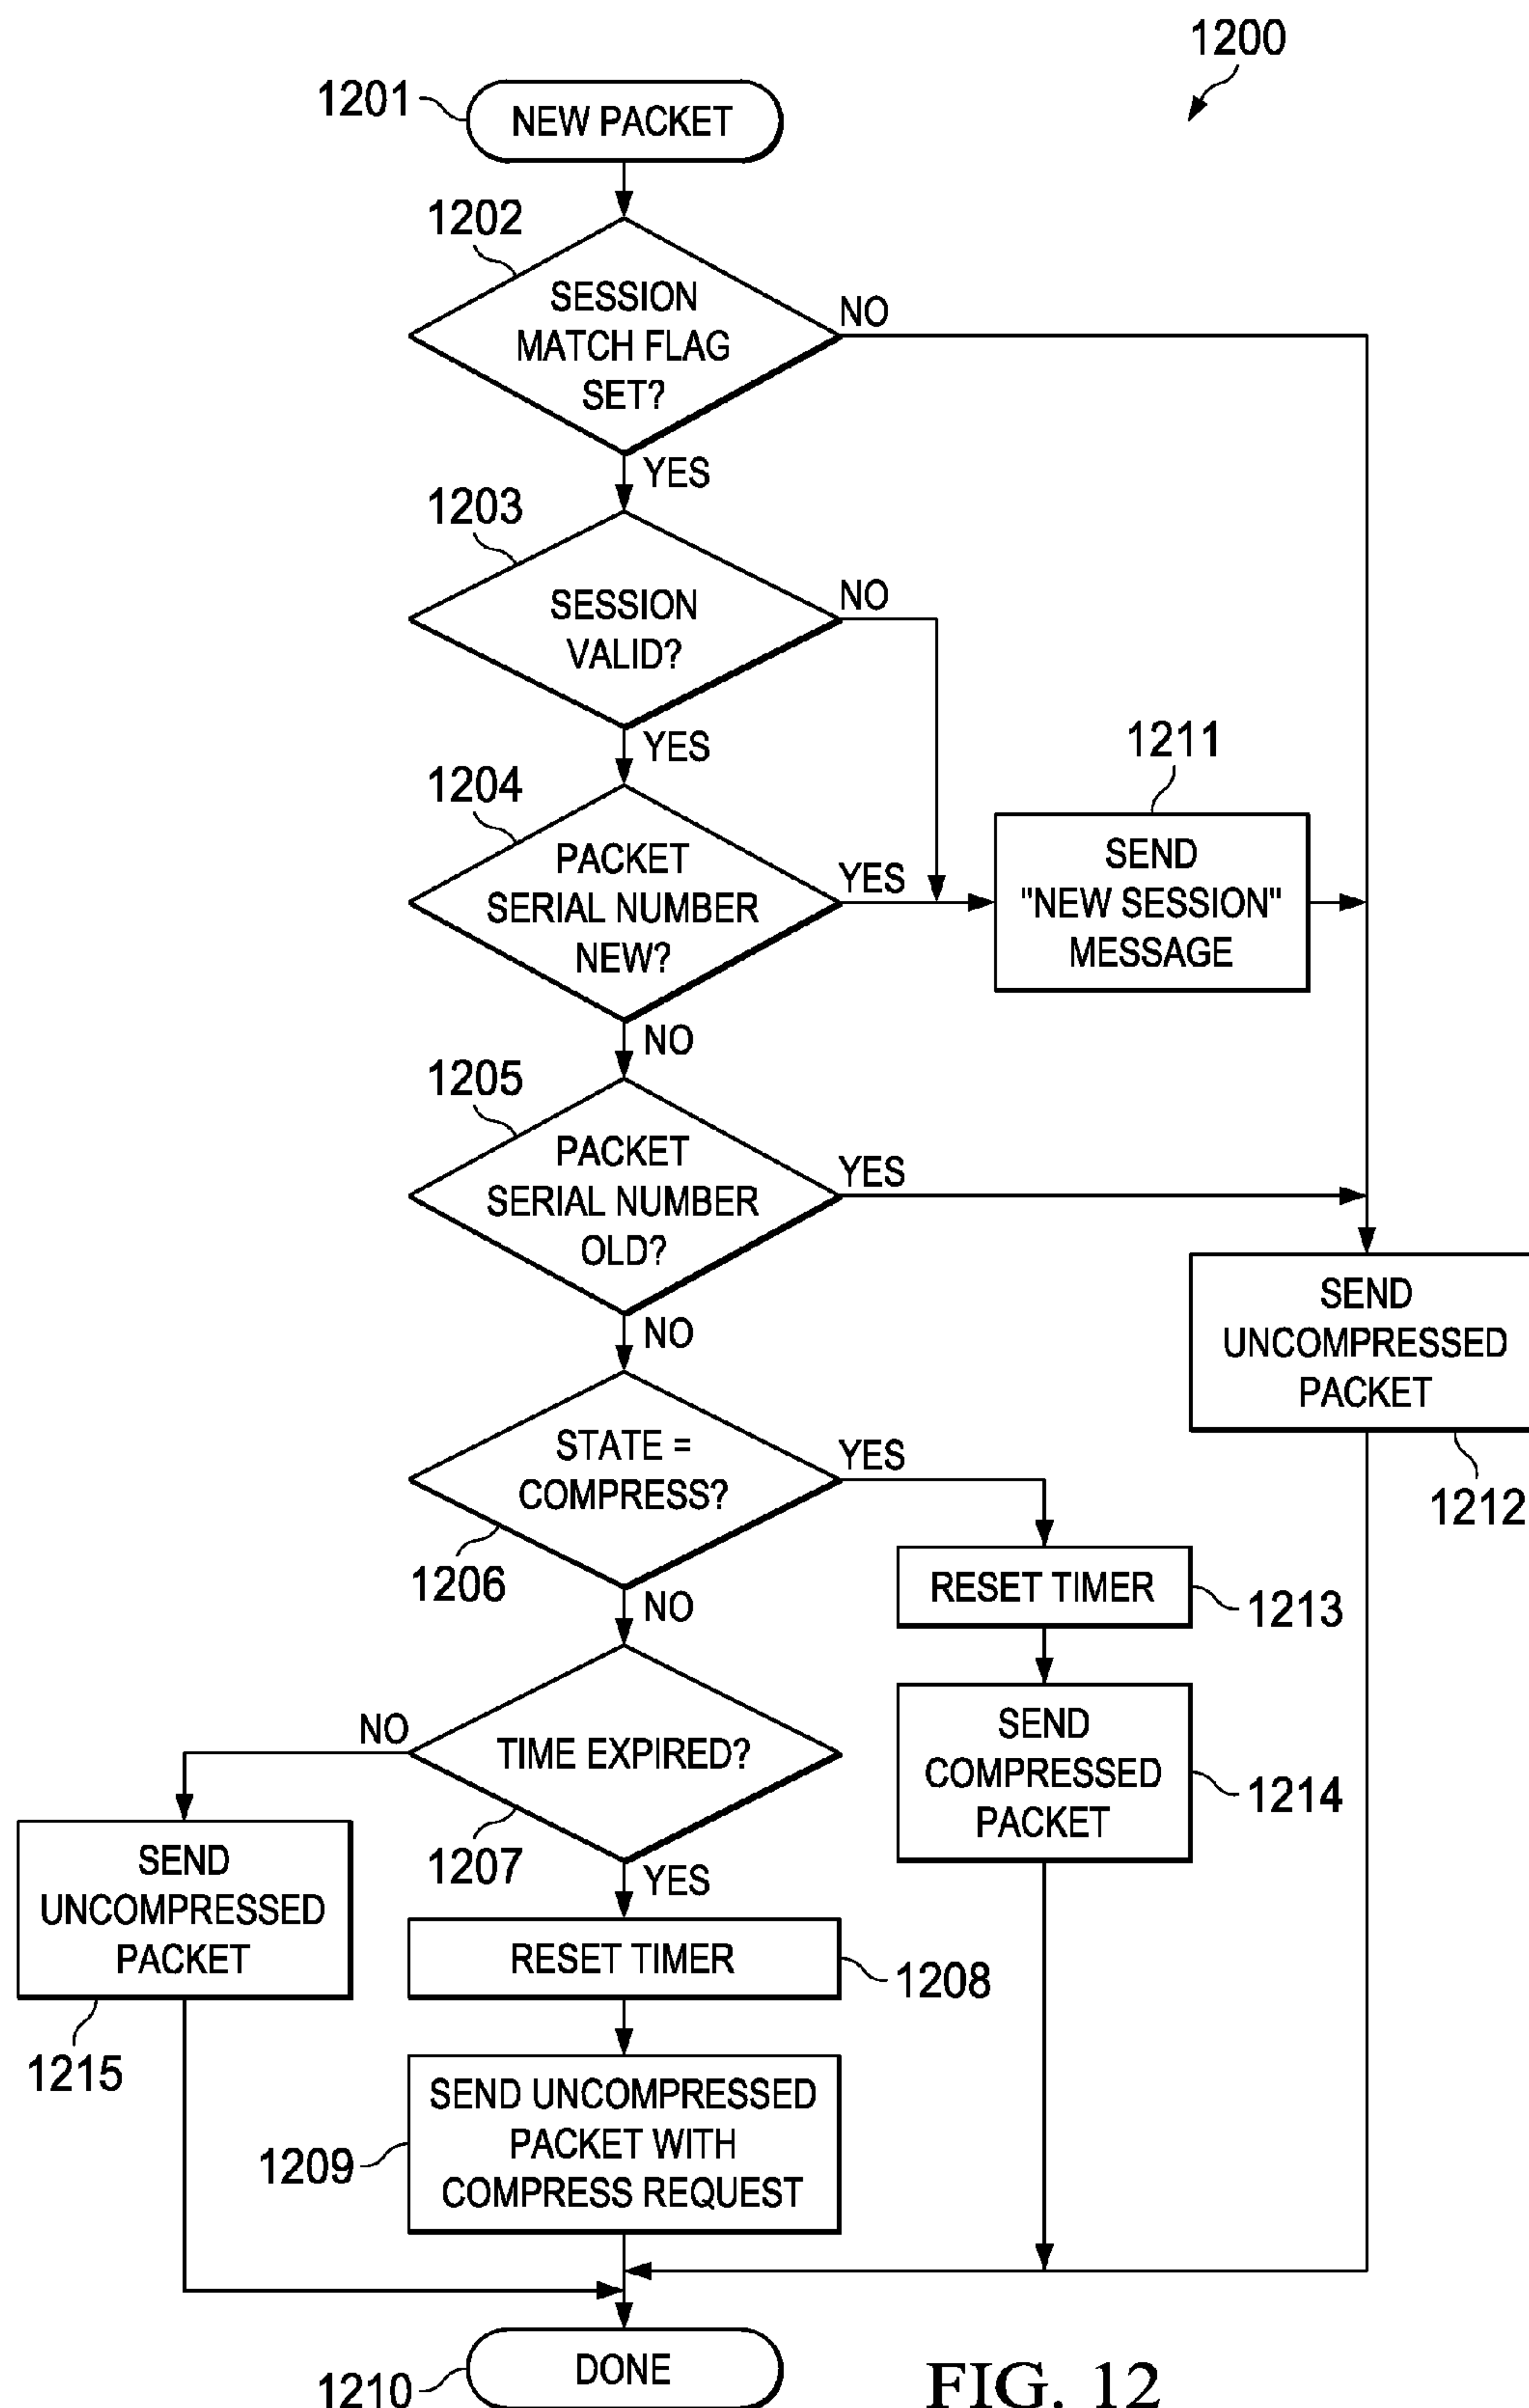 1200
1201
NEW PACKET
1202
SESSION
MATCH FLAG
SET?
NO
YES
1203
SESSION
VALID?
NO
YES
1204
PACKET
SERIAL NUMBER
NEW?
YES
1211
SEND
"NEW SESSION"
MESSAGE
NO
1205
PACKET
SERIAL NUMBER
OLD?
YES
NO
SEND
UNCOMPRESSED
PACKET
1212
STATE =
COMPRESS?
YES
1206
NO
RESET TIMER
1213
SEND
COMPRESSED
PACKET
1214
TIME EXPIRED?
NO
1207
YES
SEND
UNCOMPRESSED
PACKET
1215
RESET TIMER
1208
SEND UNCOMPRESSED
PACKET WITH
COMPRESS REQUEST
1209
DONE
1210
FIG. 12